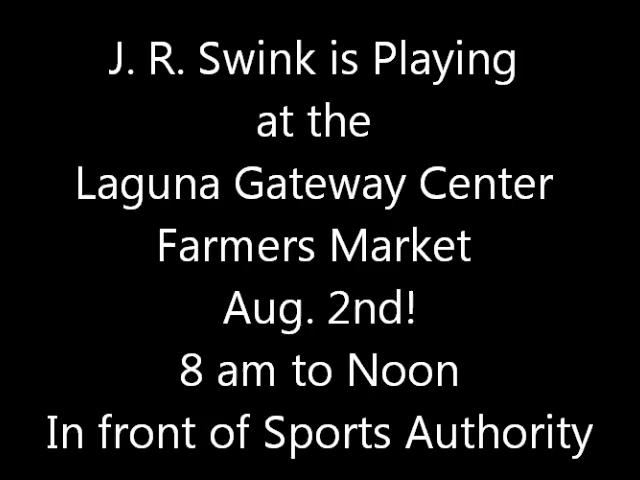 J. R. Swink is Playing
at the
Laguna Gateway Center
Farmers Market
Aug. 2nd!
8 am to Noon
In front of Sports Authority